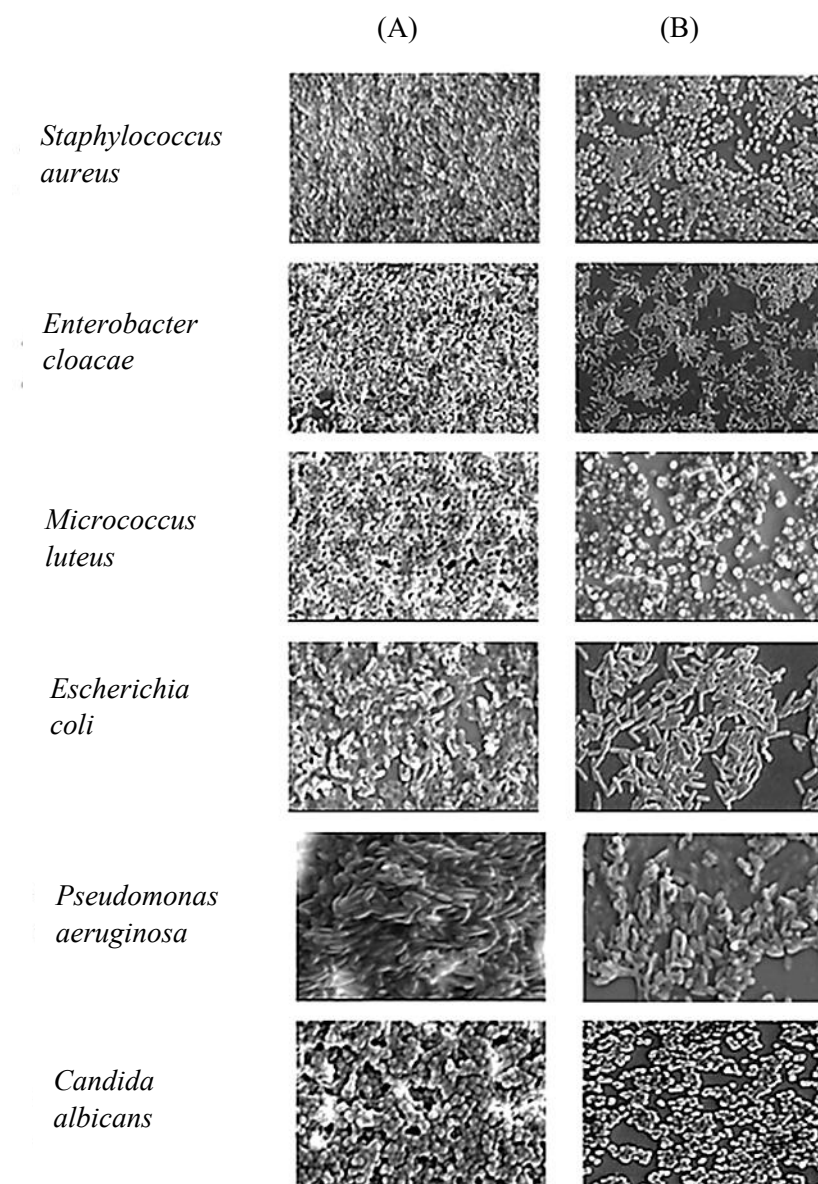 (A) (B)
Staphylococcus
aureus
Enterobacter
cloacae
Micrococcus
luteus
Escherichia
coli
Pseudomonas
aeruginosa
Candida
albicans